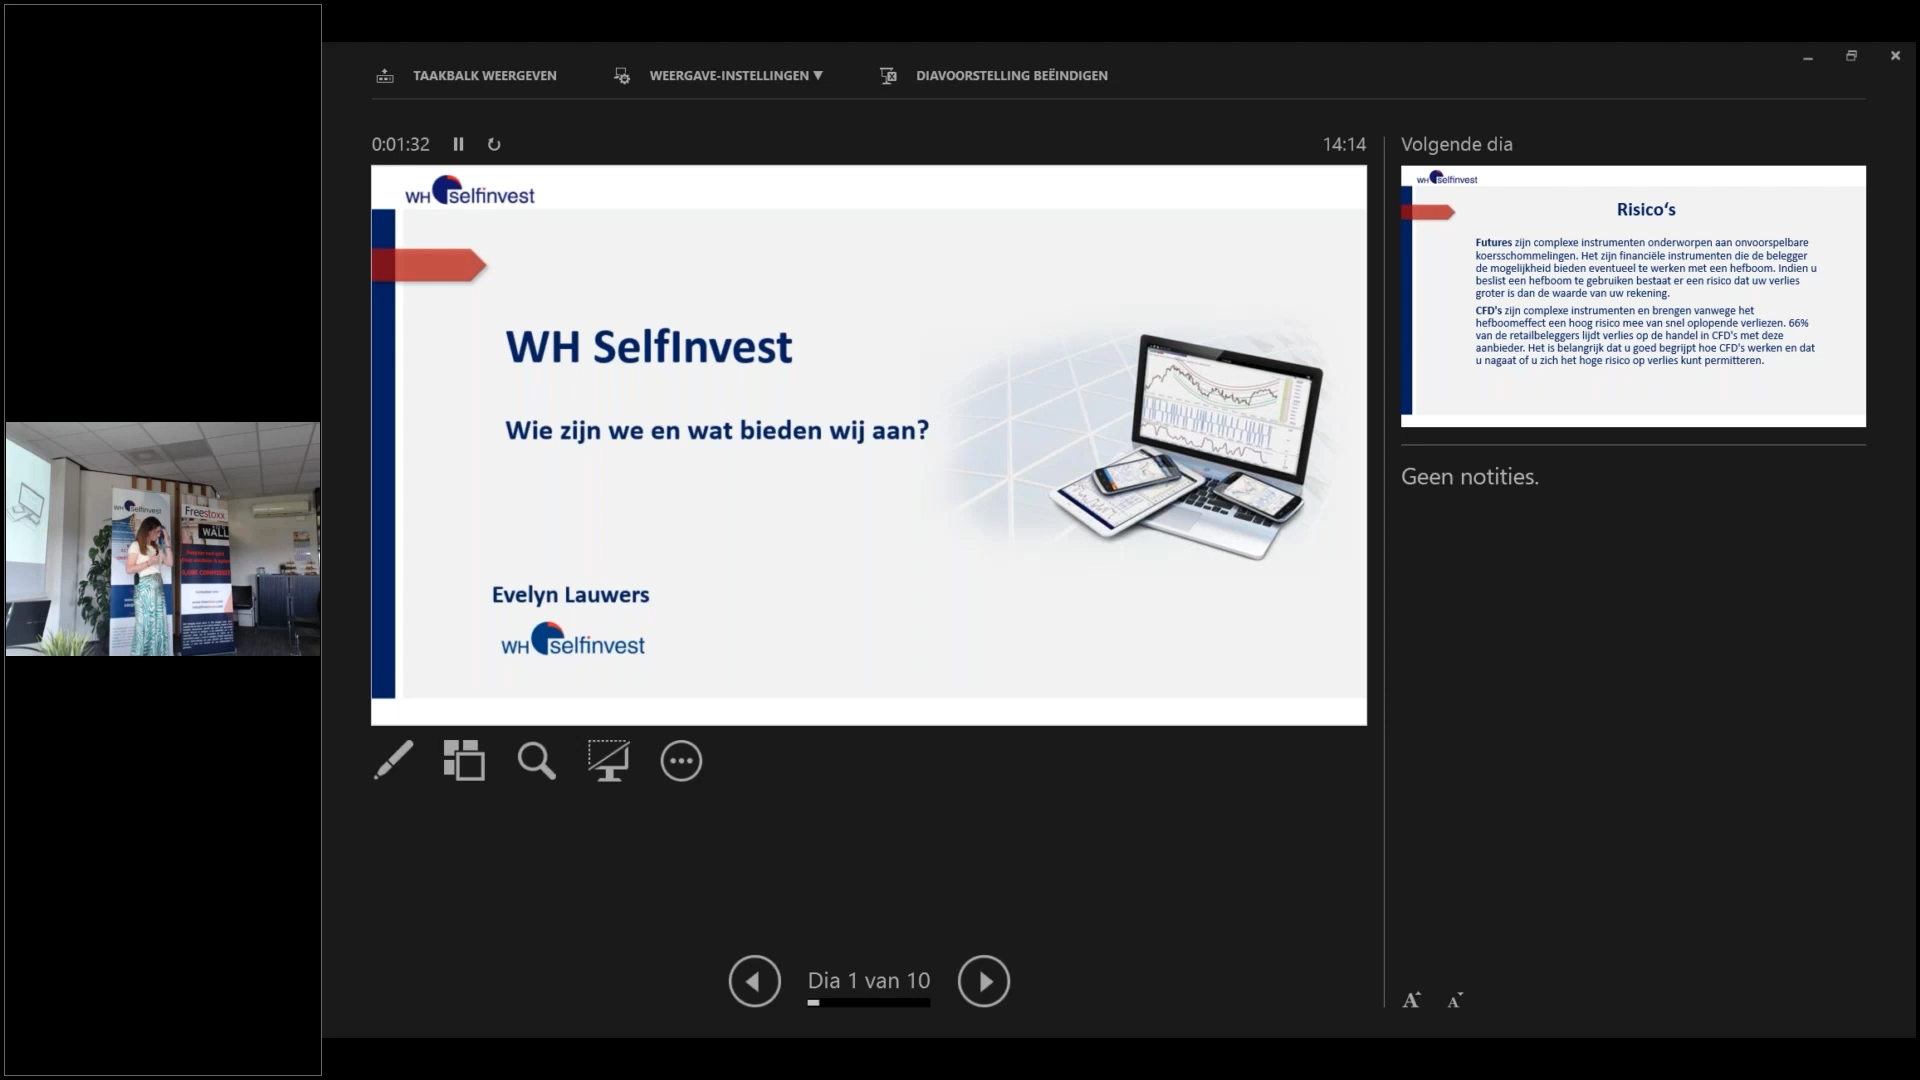 TAAKBALK WEERGEVEN
WEERGAVE-INSTELLINGEN ▼
DIAVOORSTELLING BEËINDIGEN
0:01:32
14:14
WH selfinvest
WH SelfInvest
Wie zijn we en wat bieden wij aan?
Evelyn Lauwers
WH selfinvest
Volgende dia
WH selfinvest
Risico‘s
Futures zijn complexe instrumenten onderworpen aan onvoorspelbare
koersschommelingen. Het zijn financiële instrumenten die de belegger
de mogelijkheid bieden eventueel te werken met een hefboom. Indien u
beslist een hefboom te gebruiken bestaat er een risico dat uw verlies
groter is dan de waarde van uw rekening.
CFD's zijn complexe instrumenten en brengen vanwege het
hefboomeffect een hoog risico mee van snel oplopende verliezen. 66%
van de retailbeleggers lijdt verlies op de handel in CFD's met deze
aanbieder. Het is belangrijk dat u goed begrijpt hoe CFD's werken en dat
u nagaat of u zich het hoge risico op verlies kunt permitteren.
Geen notities.
WH selfinvest
Freestoxx
WALL
Dia 1 van 10
A A